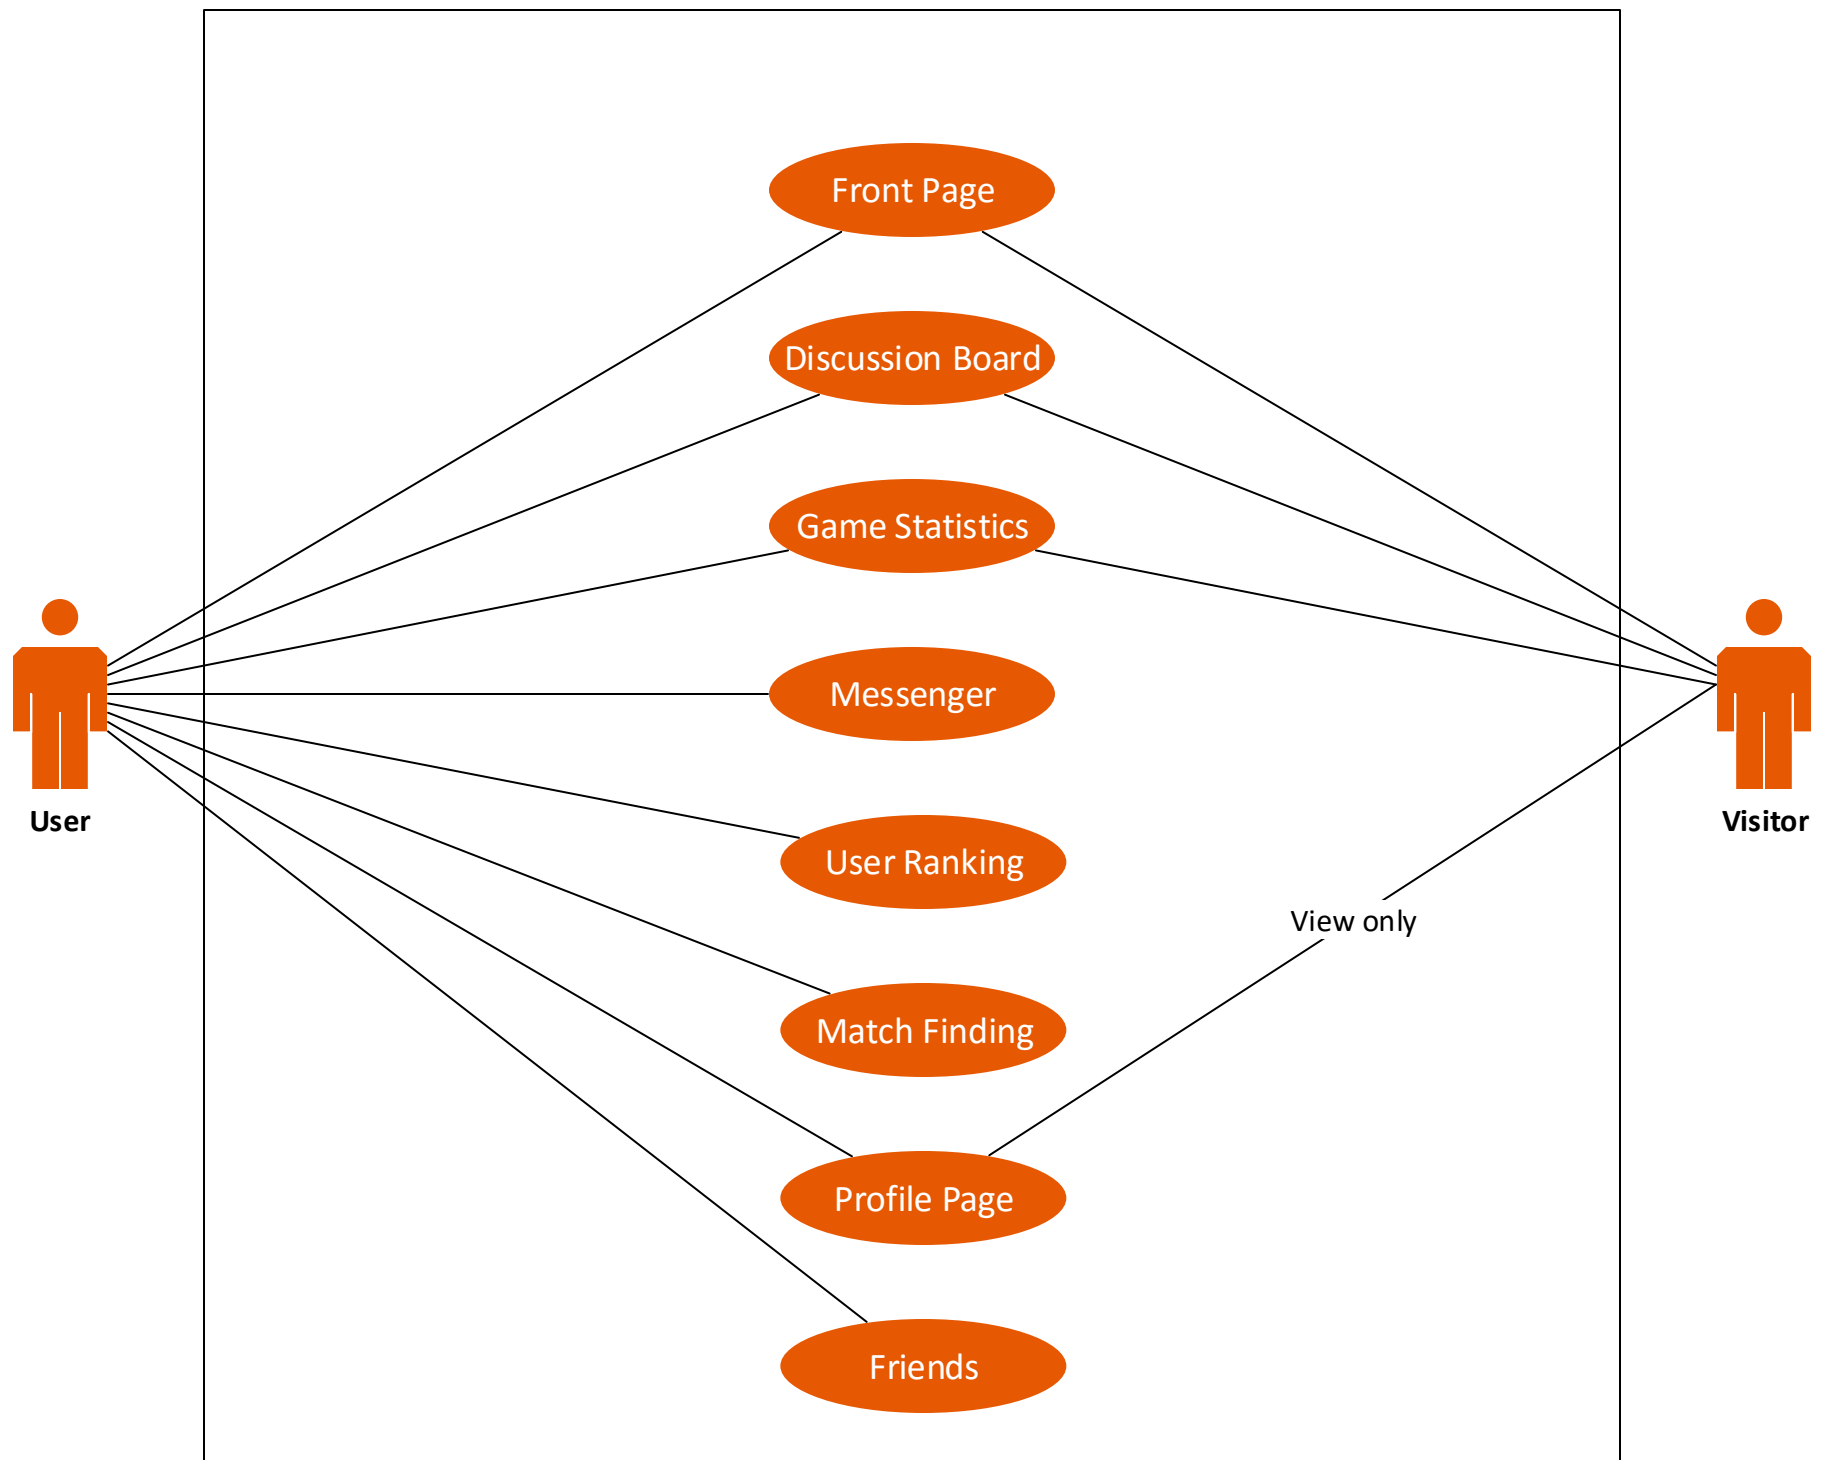 Front Page
Discussion Board
Game Statistics
Messenger
User
Visitor
User Ranking
View only
Match Finding
Profile Page
Friends